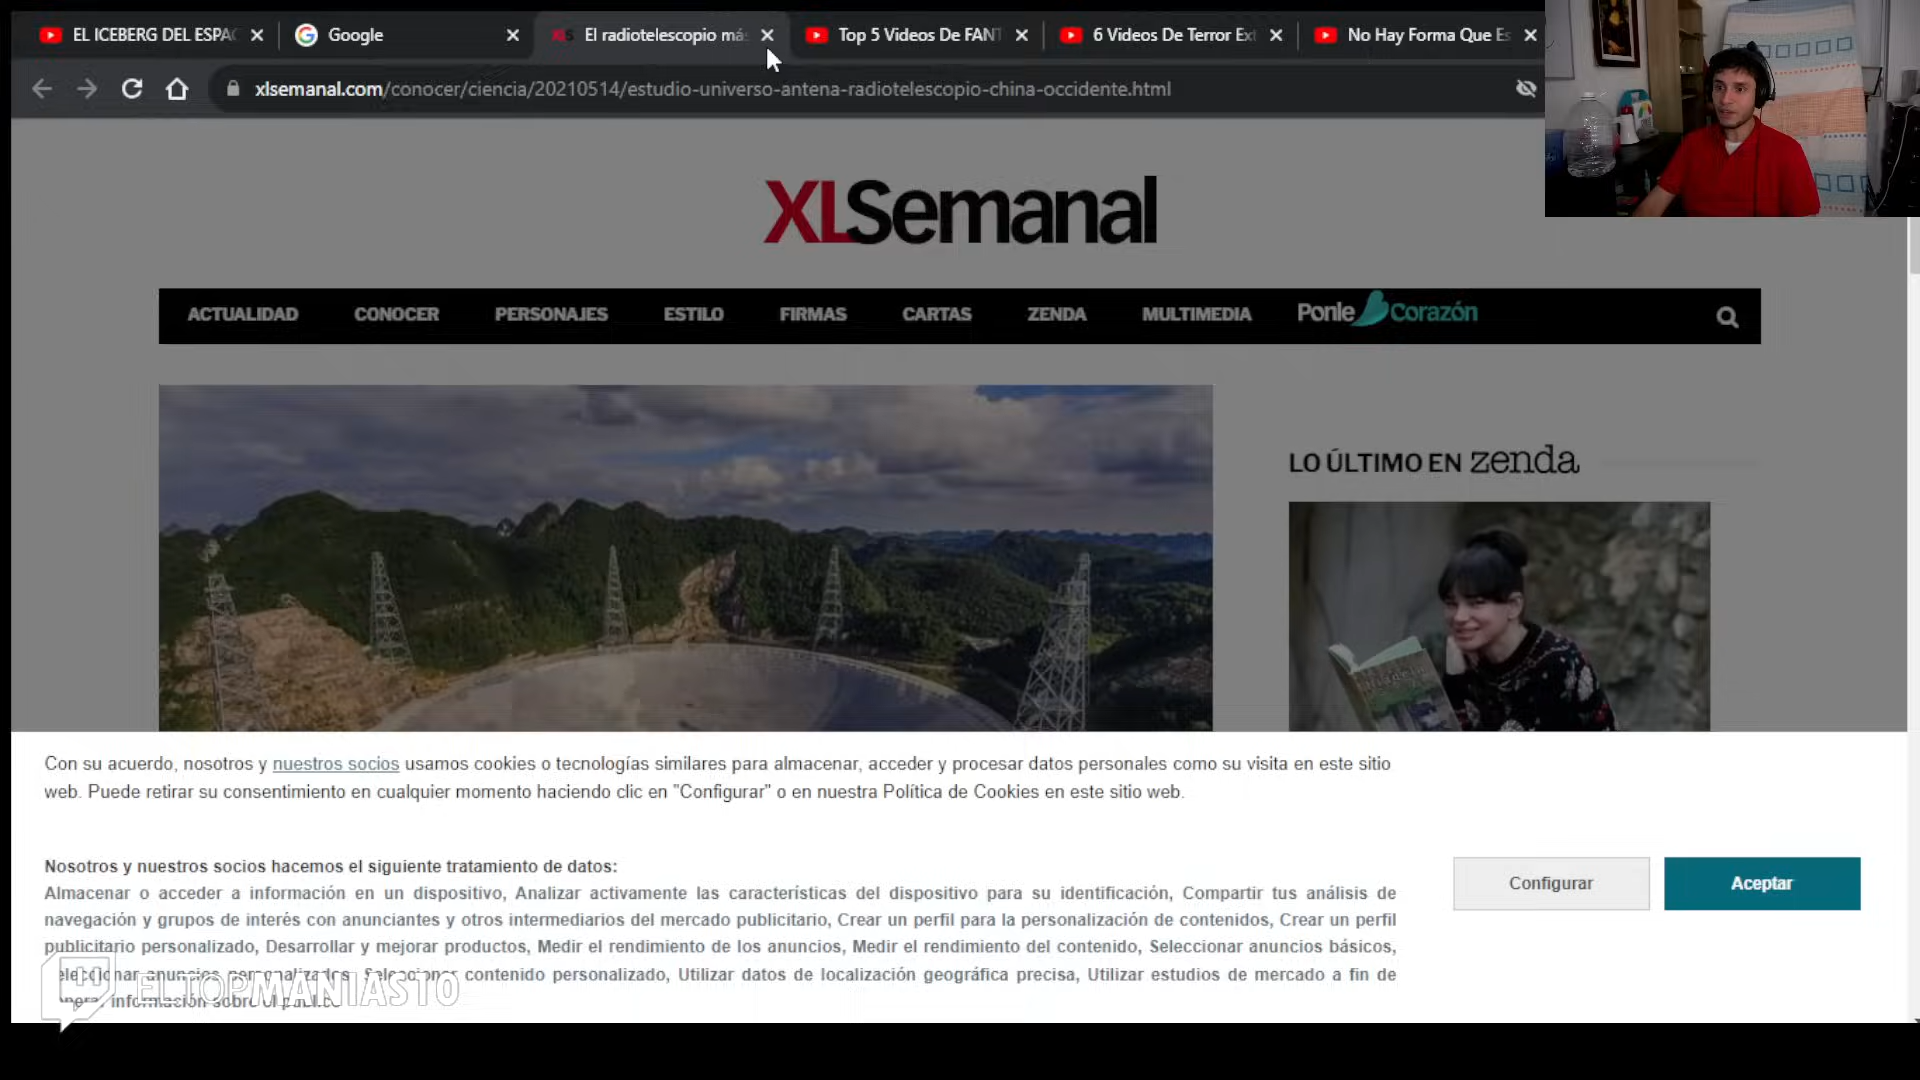 EL ICEBERG DEL ESPA
Google
El radiotelescopio más
Top 5 Videos De FANT
6 Videos De Terror Ext
No Hay Forma Que Es
xlsemanal.com/conocer/ciencia/20210514/estudio-universo-antena-radiotelescopio-china-occidente.html
XLSemanal
ACTUALIDAD CONOCER PERSONAJES ESTILO FIRMAS CARTAS ZENDA MULTIMEDIA Ponle Corazón
LO ÚLTIMO EN zenda
Con su acuerdo, nosotros y nuestros socios usamos cookies o tecnologías similares para almacenar, acceder y procesar datos personales como su visita en este sitio
web. Puede retirar su consentimiento en cualquier momento haciendo clic en "Configurar" o en nuestra Política de Cookies en este sitio web.
Nosotros y nuestros socios hacemos el siguiente tratamiento de datos:
Almacenar o acceder a información en un dispositivo, Analizar activamente las características del dispositivo para su identificación, Compartir tus análisis de
navegación y grupos de interés con anunciantes y otros intermediarios del mercado publicitario, Crear un perfil para la personalización de contenidos, Crear un perfil
publicitario personalizado, Desarrollar y mejorar productos, Medir el rendimiento de los anuncios, Medir el rendimiento del contenido, Seleccionar anuncios básicos,
Seleccionar anuncios personalizados, Seleccionar contenido personalizado, Utilizar datos de localización geográfica precisa, Utilizar estudios de mercado a fin de
generar información sobre el público
Configurar
Aceptar
ELTOPMANIAS10